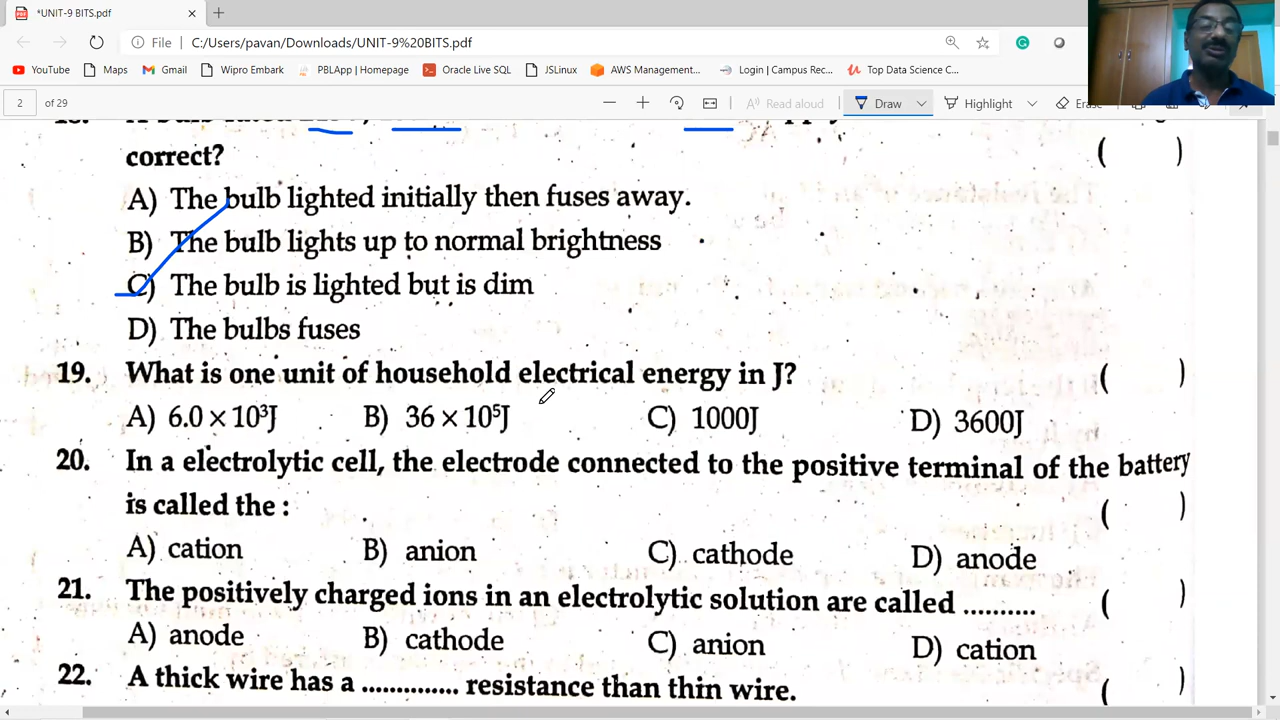 *UNIT-9 BITS.pdf
File C:/Users/pavan/Downloads/UNIT-9%20BITS.pdf
YouTube Maps Gmail Wipro Embark PBLApp | Homepage Oracle Live SQL JSLinux AWS Management... Login | Campus Rec... Top Data Science C...
2 of 29 Read aloud Draw Highlight Erase
correct? ( )
A) The bulb lighted initially then fuses away.
B) The bulb lights up to normal brightness
C) The bulb is lighted but is dim
D) The bulbs fuses
19. What is one unit of household electrical energy in J? ( )
A) 6.0 × 10³J B) 36 × 10⁵J C) 1000J D) 3600J
20. In a electrolytic cell, the electrode connected to the positive terminal of the battery
is called the : ( )
A) cation B) anion C) cathode D) anode
21. The positively charged ions in an electrolytic solution are called .......... ( )
A) anode B) cathode C) anion D) cation
22. A thick wire has a .............. resistance than thin wire. ( )